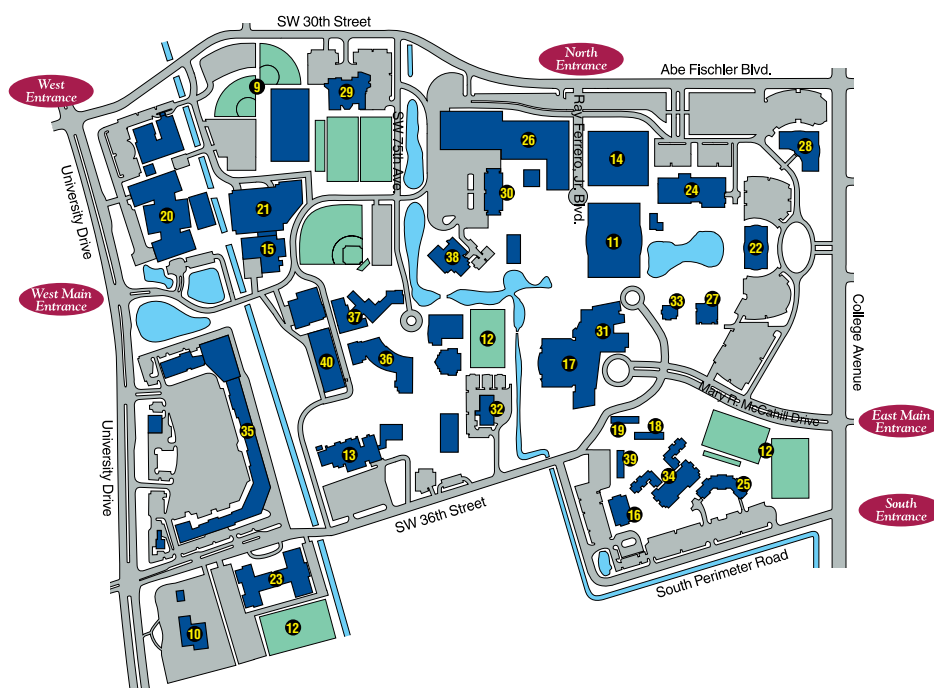 SW 30th Street
North
Entrance
Abe Fischler Blvd.
West
Entrance
9
29
SW 75th Ave.
Ray Ferrero, Jr. Blvd.
26
14
28
30
24
University Drive
20
21
15
11
22
38
West Main
Entrance
33
27
College Avenue
37
12
31
40
36
17
Mary R. McCahill Drive
32
East Main
Entrance
35
19
18
12
University Drive
13
39
34
25
16
South
Entrance
SW 36th Street
23
South Perimeter Road
10
12